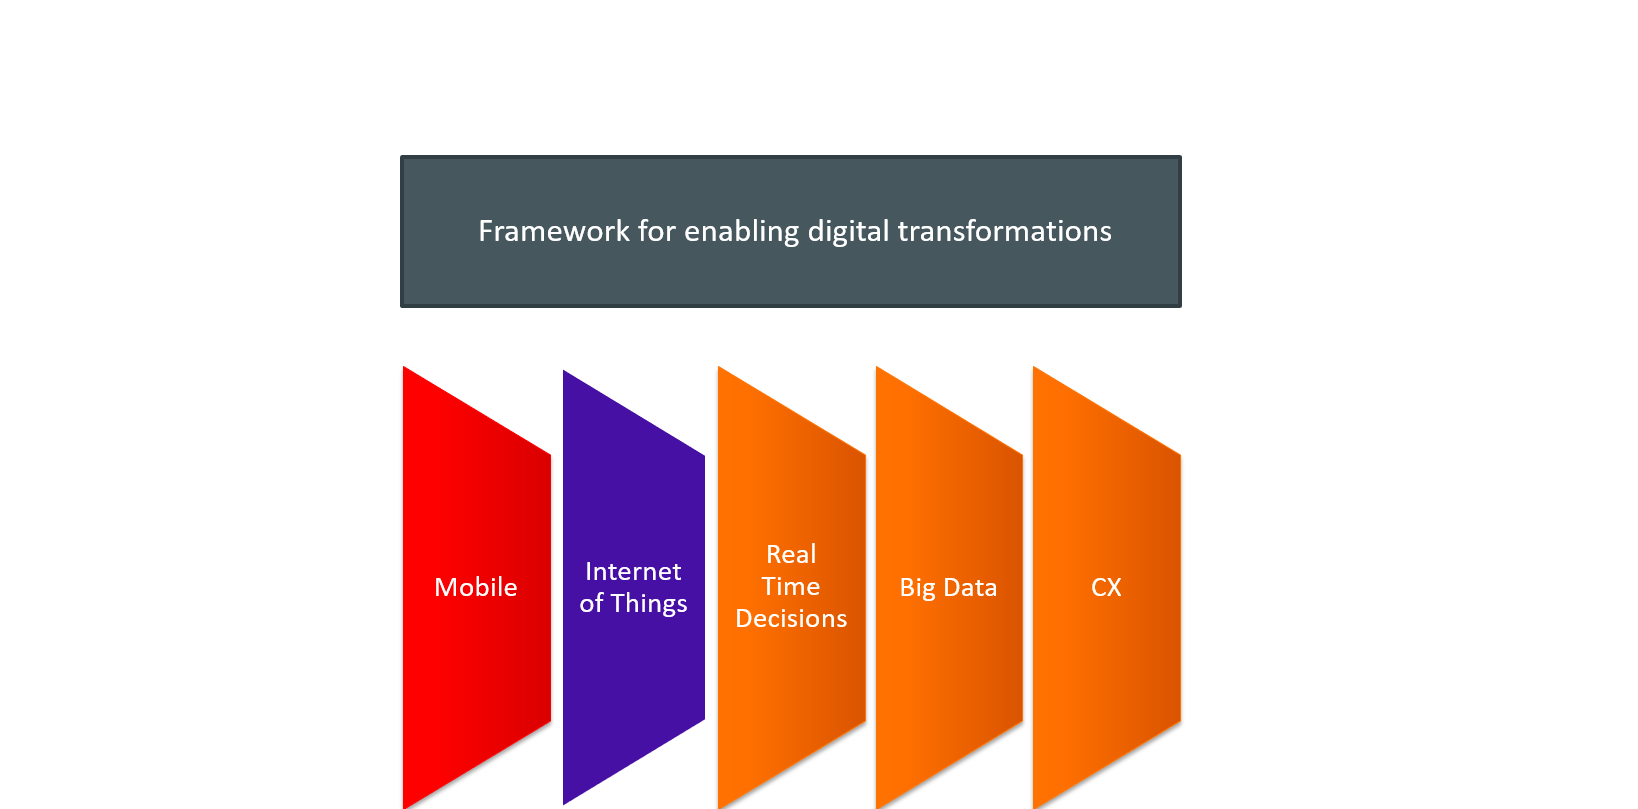 Framework for enabling digital transformations
Mobile
Internet
of Things
Real
Time
Decisions
Big Data
CX